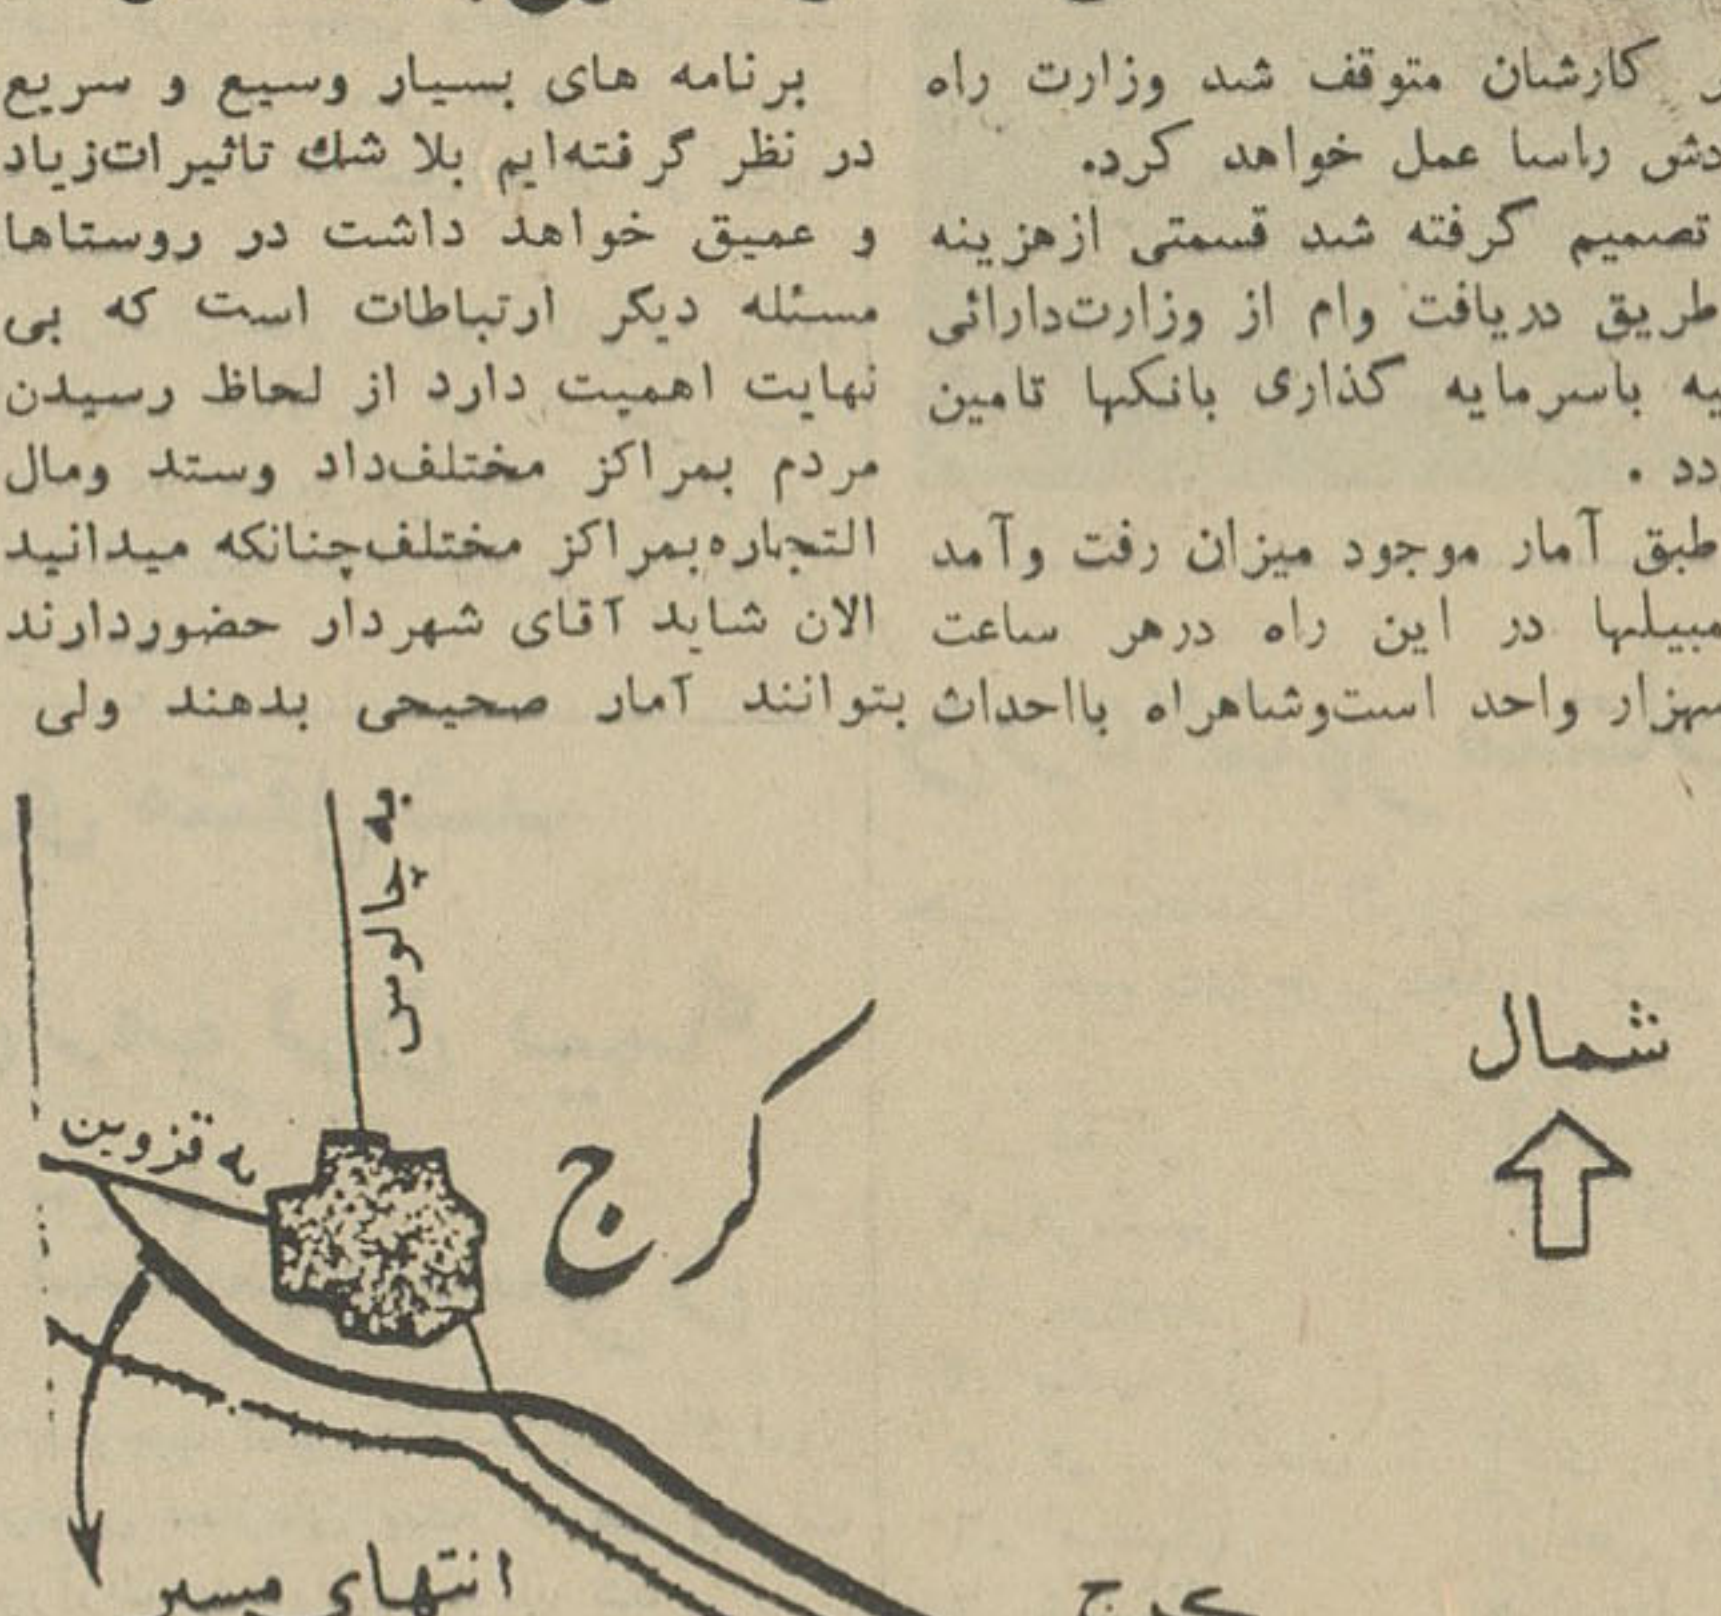 کارشان متوقف شد وزارت راه
راسا عمل خواهد کرد.
تصمیم گرفته شد قسمتی ازهزینه
طریق دریافت وام از وزارت‌دارائی
باسرمایه گذاری بانکها تامین
طبق آمار موجود میزان رفت وآمد
در این راه درهر ساعت
واحد است‌وشاهراه بااحداث
برنامه های بسیار وسیع و سریع
در نظر گرفته‌ایم بلا شك تاثیرات‌زیاد
و عمیق خواهد داشت در روستاها
مسئله دیگر ارتباطات است که بی
نهایت اهمیت دارد از لحاظ رسیدن
مردم بمراکز مختلف‌داد وستد ومال
التجاره‌بمراکز مختلف‌چنانکه میدانید
الان شاید آقای شهردار حضوردارند
بتوانند آمار صحیحی بدهند ولی
به چالوس
شمال
کرج
به قزوین
انتهای مسیر
کرج